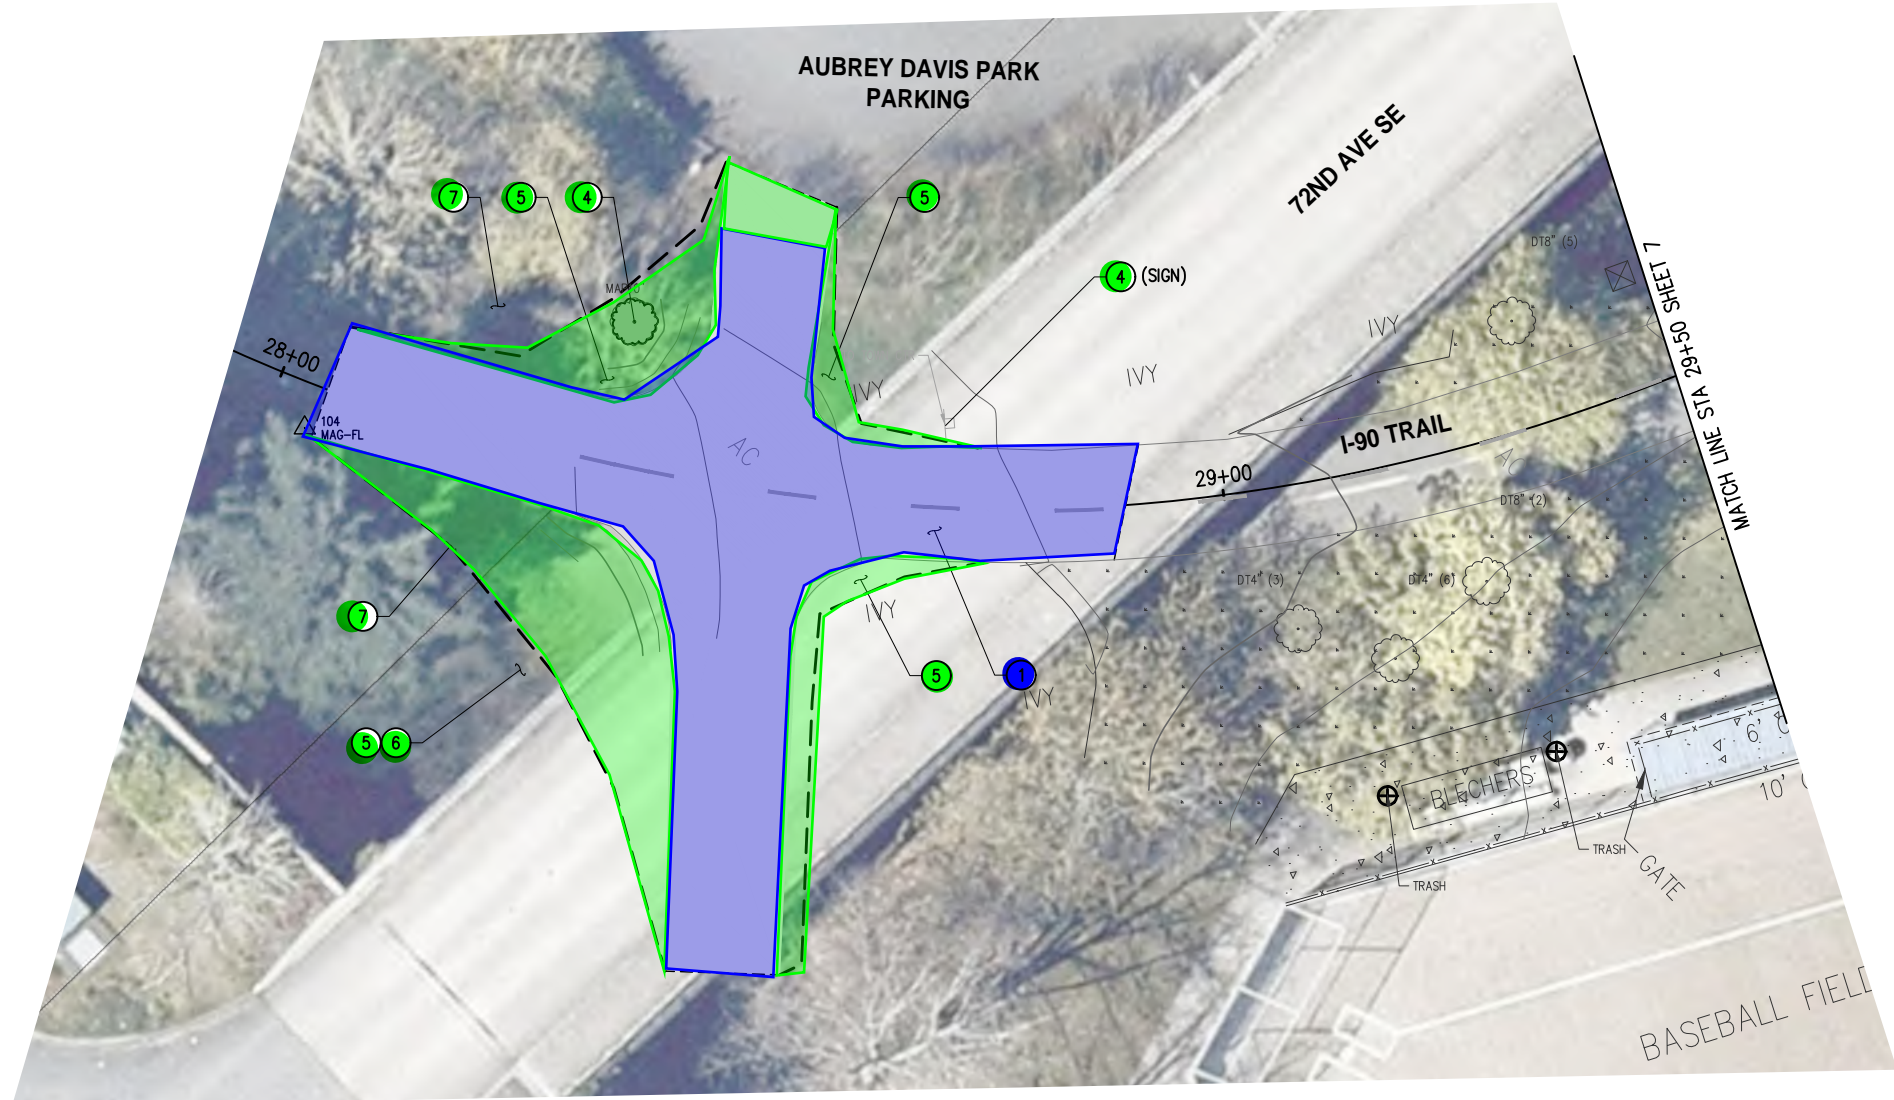 AUBREY DAVIS PARK
PARKING
72ND AVE SE
7
5
4
5
4 (SIGN)
DT8" (5)
MATCH LINE STA 29+50 SHEET 7
IVY
IVY
IVY
28+00
104
MAG-FL
AC
I-90 TRAIL
29+00
AC
DT8" (2)
DT4" (3)
DT4" (6)
IVY
7
5
1
IVY
5 6
6'
10'
BLECHERS
TRASH
TRASH
GATE
BASEBALL FIELD